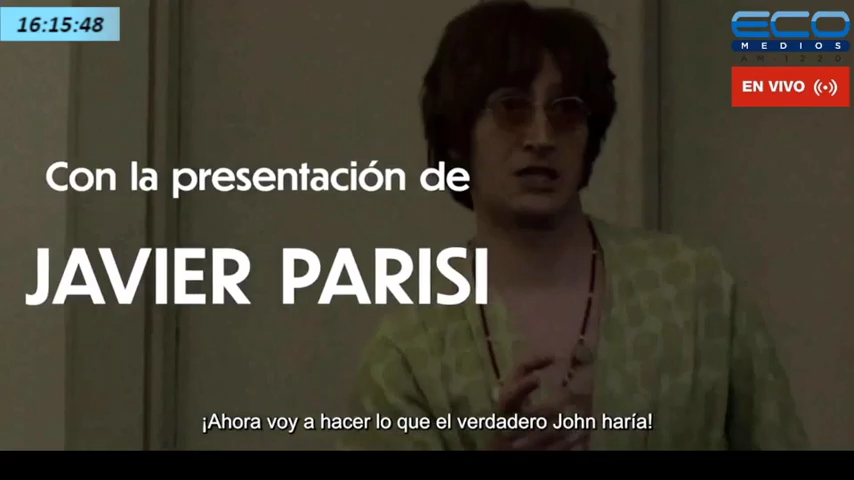 16:15:48
ECO
MEDIOS
AM-1220
EN VIVO
Con la presentación de
JAVIER PARISI
¡Ahora voy a hacer lo que el verdadero John haría!